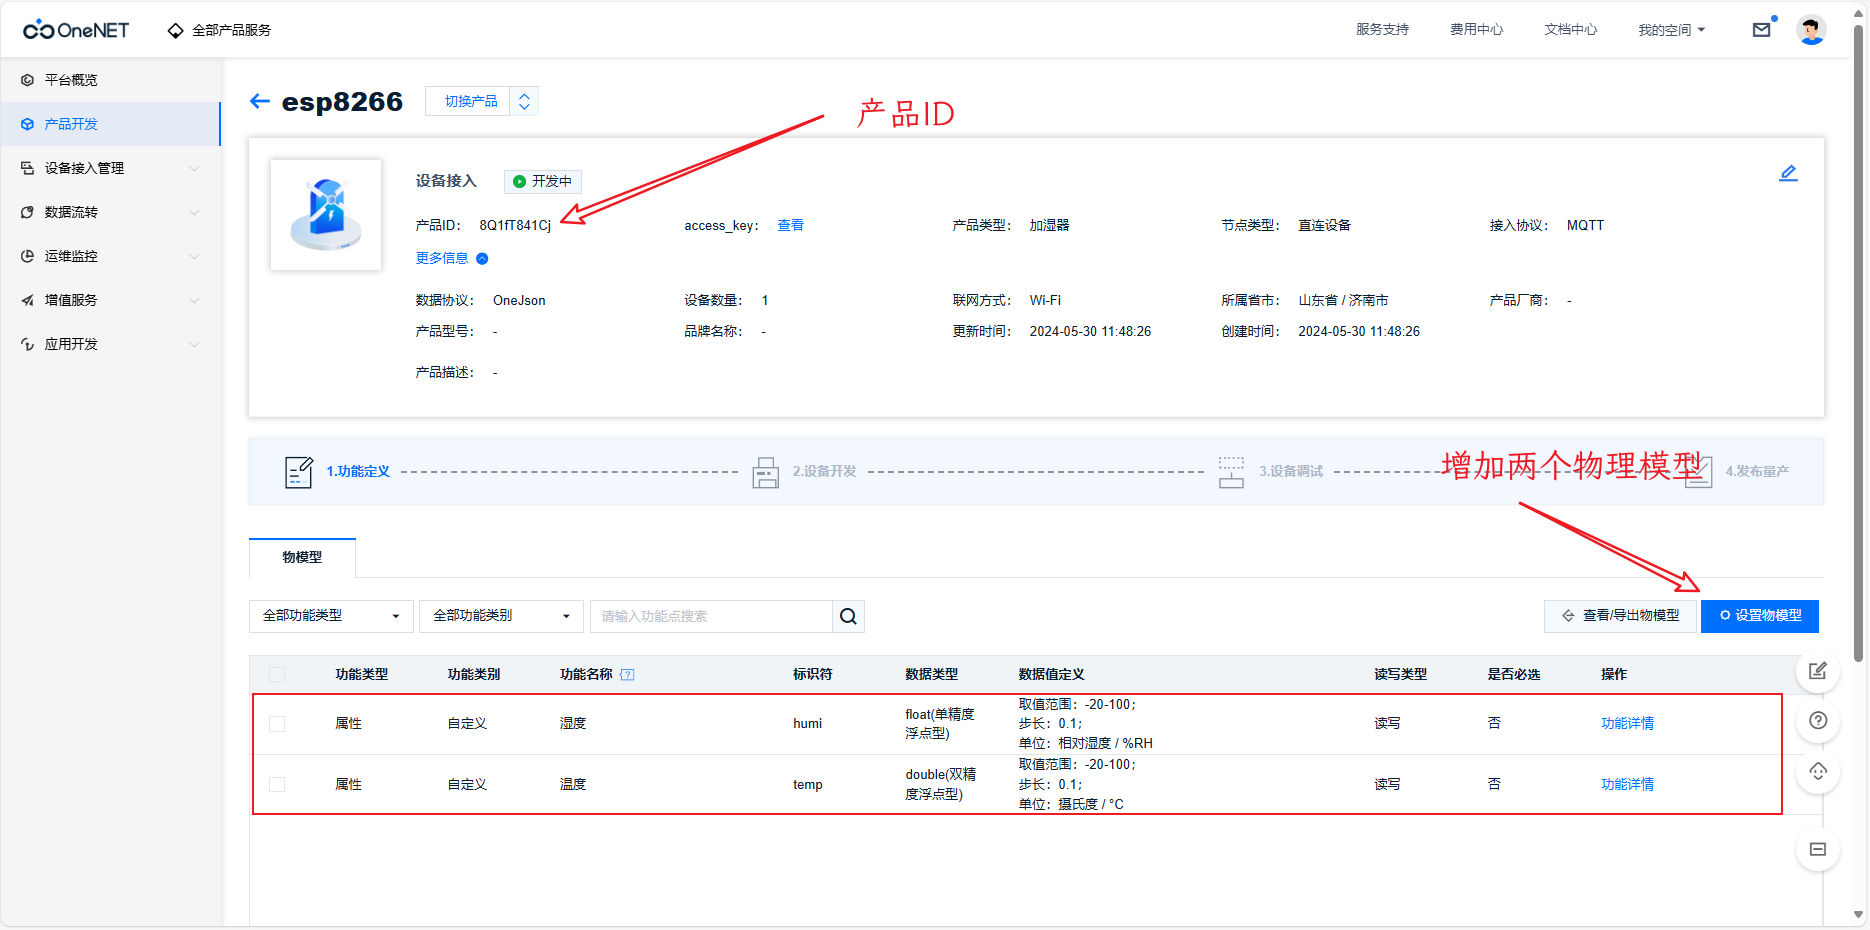 OneNET 全部产品服务 服务支持 费用中心 文档中心 我的空间
平台概览
产品开发
设备接入管理
数据流转
运维监控
增值服务
应用开发
esp8266 切换产品
产品ID
设备接入 开发中
产品ID： 8Q1fT841Cj access_key： 查看 产品类型： 加湿器 节点类型： 直连设备 接入协议： MQTT
更多信息
数据协议： OneJson 设备数量： 1 联网方式： Wi-Fi 所属省市： 山东省 / 济南市 产品厂商： -
产品型号： - 品牌名称： - 更新时间： 2024-05-30 11:48:26 创建时间： 2024-05-30 11:48:26
产品描述： -
1.功能定义 2.设备开发 3.设备调试 4.发布量产
增加两个物理模型
物模型
全部功能类型 全部功能类别 请输入功能点搜索 查看/导出物模型 设置物模型
功能类型 功能类别 功能名称 标识符 数据类型 数据值定义 读写类型 是否必选 操作
属性 自定义 湿度 humi float(单精度
浮点型) 取值范围：-20-100；
步长：0.1；
单位：相对湿度 / %RH 读写 否 功能详情
属性 自定义 温度 temp double(双精
度浮点型) 取值范围：-20-100；
步长：0.1；
单位：摄氏度 / °C 读写 否 功能详情